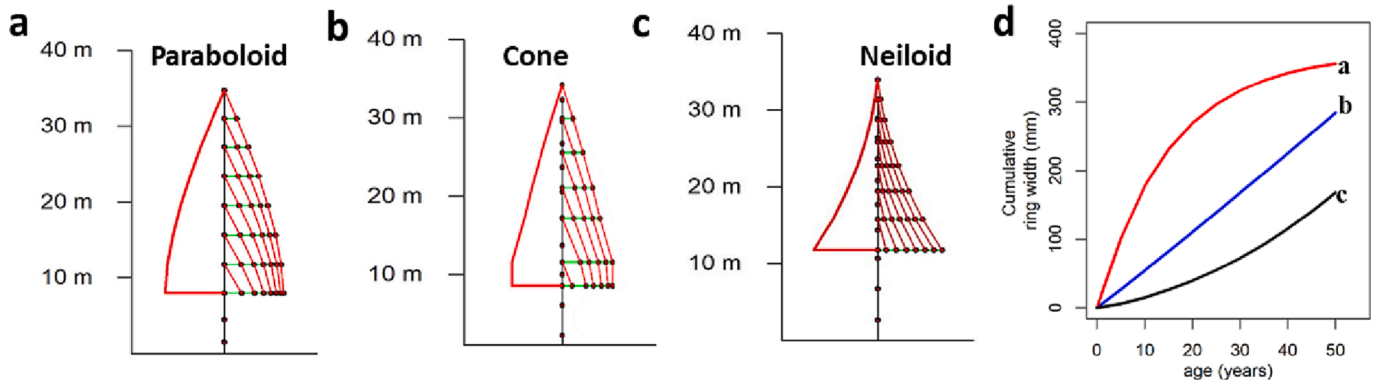 a
40 m
Paraboloid
30 m
20 m
10 m
b
40 m
Cone
30 m
20 m
10 m
c
40 m
Neiloid
30 m
20 m
10 m
d
Cumulative
ring width (mm)
400
300
200
100
0
a
b
c
0 10 20 30 40 50
age (years)